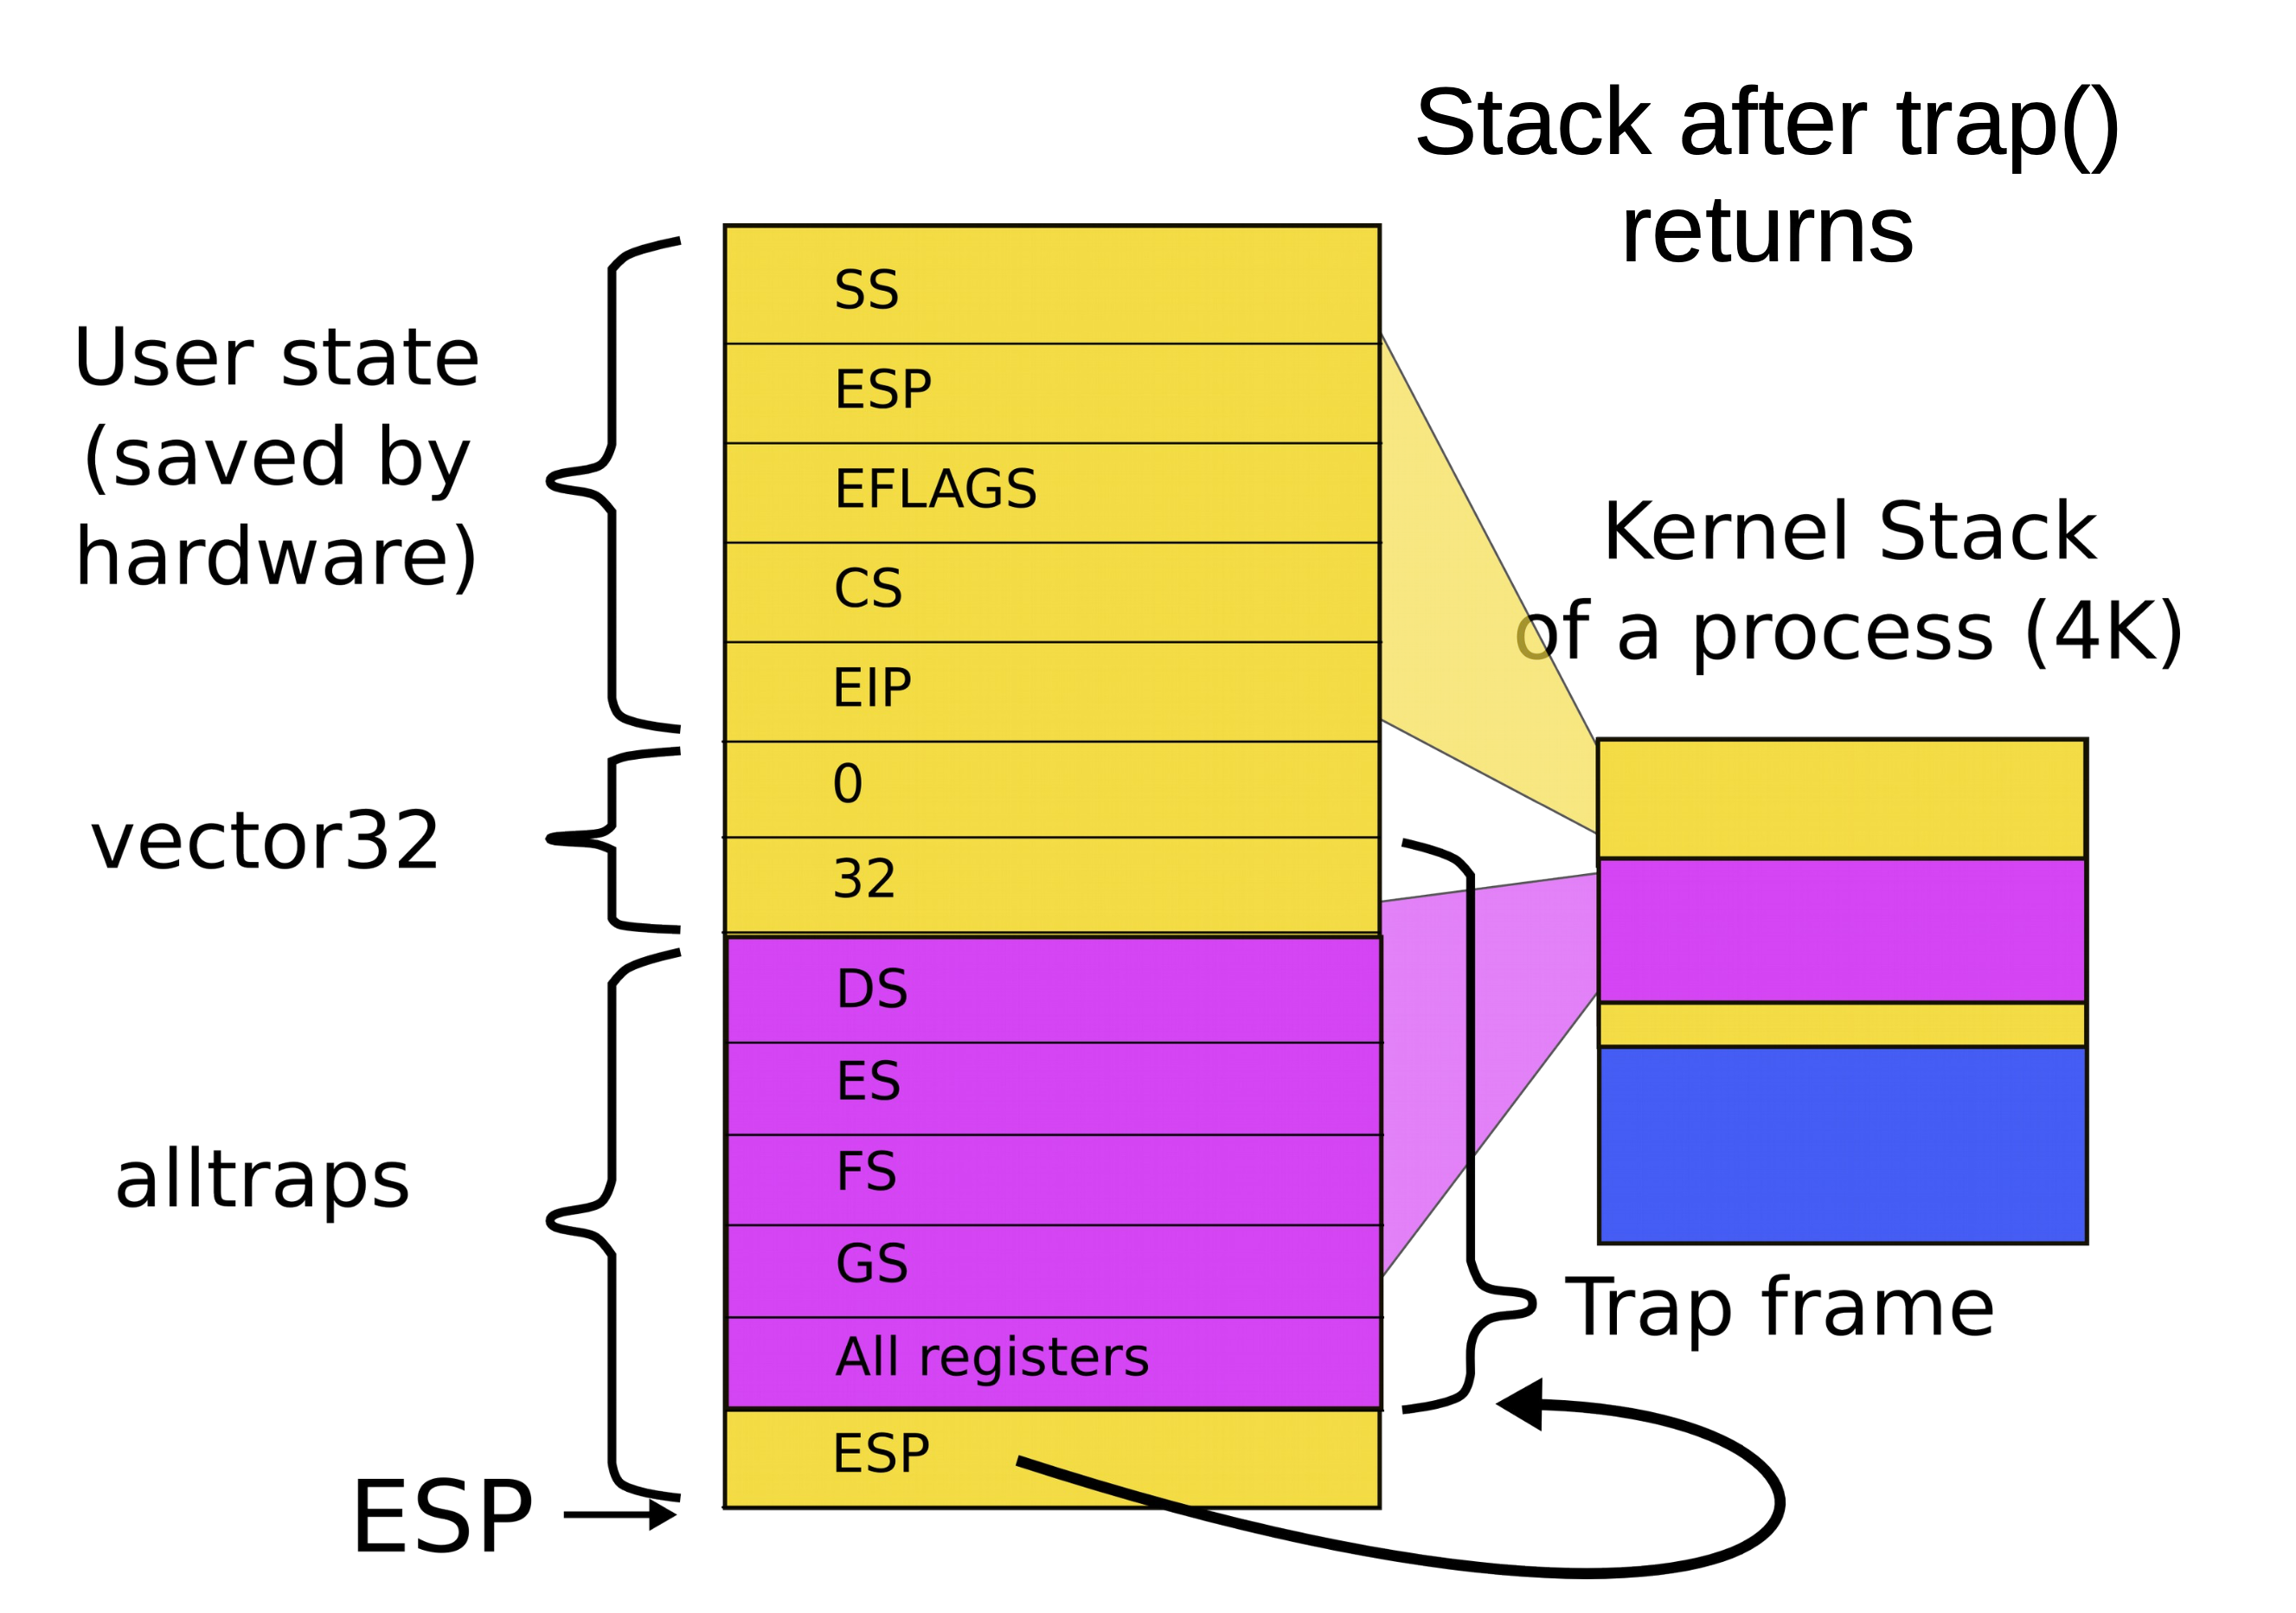 Stack after trap()
returns
User state
(saved by
hardware)
vector32
alltraps
ESP
SS
ESP
EFLAGS
CS
EIP
0
32
DS
ES
FS
GS
All registers
ESP
Kernel Stack
of a process (4K)
Trap frame